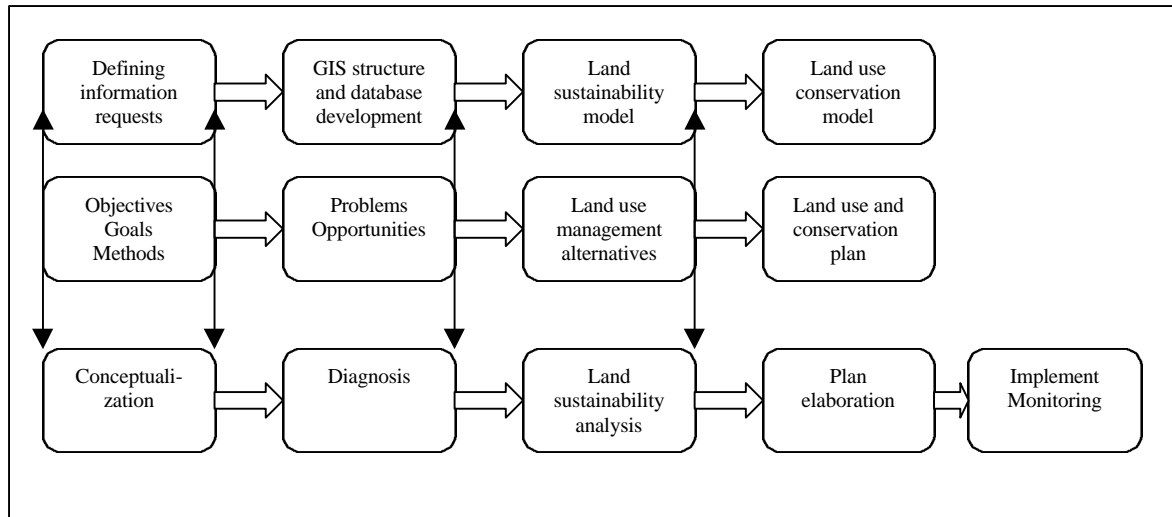 Defining
information
requests
GIS structure
and database
development
Land
sustainability
model
Land use
conservation
model
Objectives
Goals
Methods
Problems
Opportunities
Land use
management
alternatives
Land use and
conservation
plan
Conceptuali-
zation
Diagnosis
Land
sustainability
analysis
Plan
elaboration
Implement
Monitoring